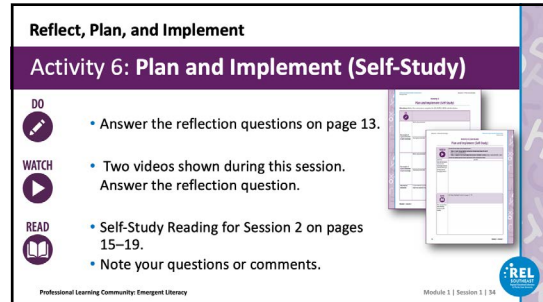 Reflect, Plan, and Implement
Activity 6: Plan and Implement (Self-Study)
DO
• Answer the reflection questions on page 13.
WATCH
• Two videos shown during this session.
Answer the reflection question.
READ
• Self-Study Reading for Session 2 on pages
15–19.
• Note your questions or comments.
REL
SOUTHEAST
Professional Learning Community: Emergent Literacy
Module 1 | Session 1 | 34